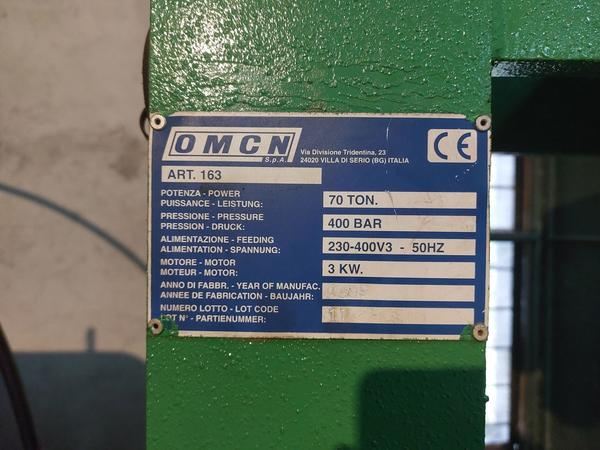 OMCN
S.p.A.
Via Divisione Tridentina, 23
24020 VILLA DI SERIO (BG) ITALIA
CE
ART. 163
POTENZA - POWER
PUISSANCE - LEISTUNG:
70 TON.
PRESSIONE - PRESSURE
PRESSION - DRUCK:
400 BAR
ALIMENTAZIONE - FEEDING
ALIMENTATION - SPANNUNG:
230-400V3 - 50HZ
MOTORE - MOTOR
MOTEUR - MOTOR:
3 KW.
ANNO DI FABBR. - YEAR OF MANUFAC.
ANNEE DE FABRICATION - BAUJAHR:
NUMERO LOTTO - LOT CODE
LOT N° - PARTIENUMMER: